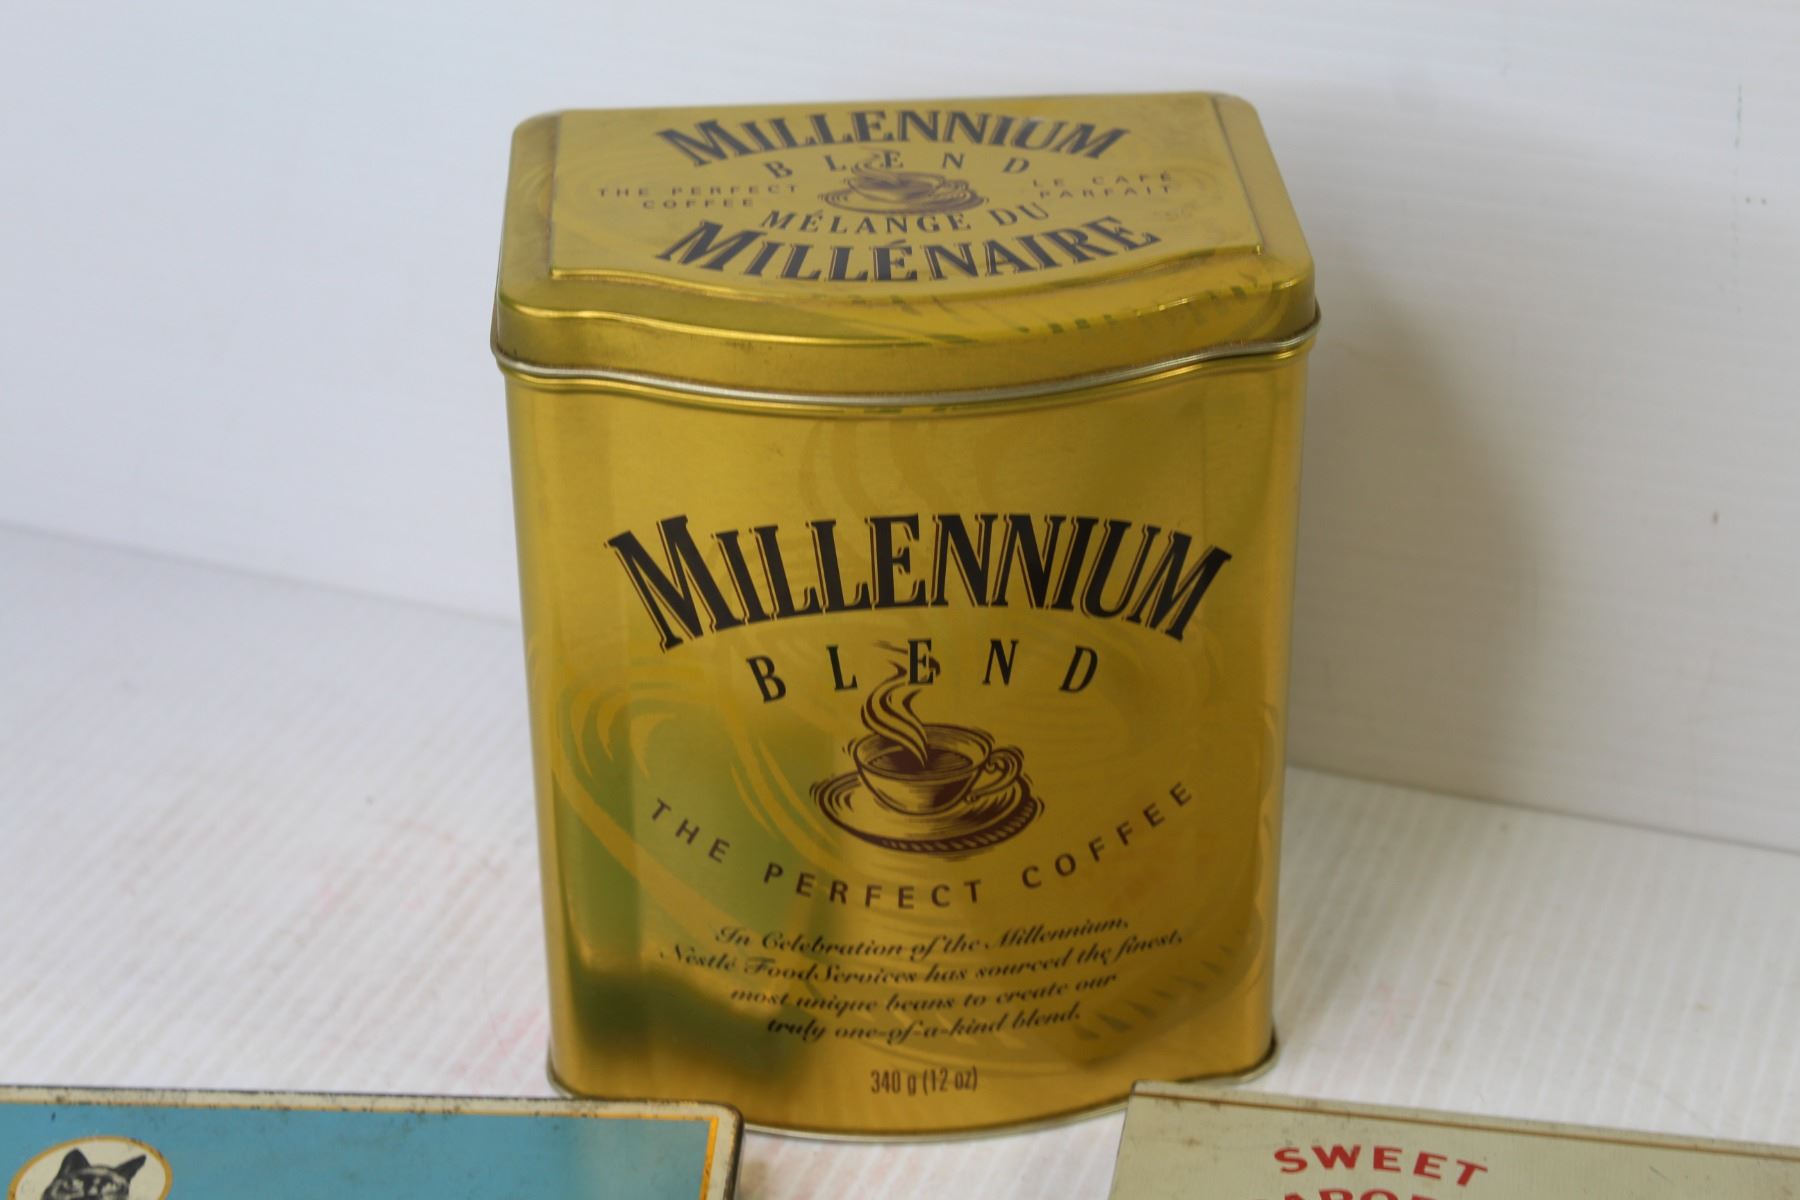 MILLENNIUM
BLEND
THE PERFECT
COFFEE
LE CAFÉ
PARFAIT
MÉLANGE DU
MILLÉNAIRE
MILLENNIUM
BLEND
THE PERFECT COFFEE
In Celebration of the Millennium,
Nestlé FoodServices has sourced the finest,
most unique beans to create our
truly one-of-a-kind blend.
340 g (12 oz)
SWEET